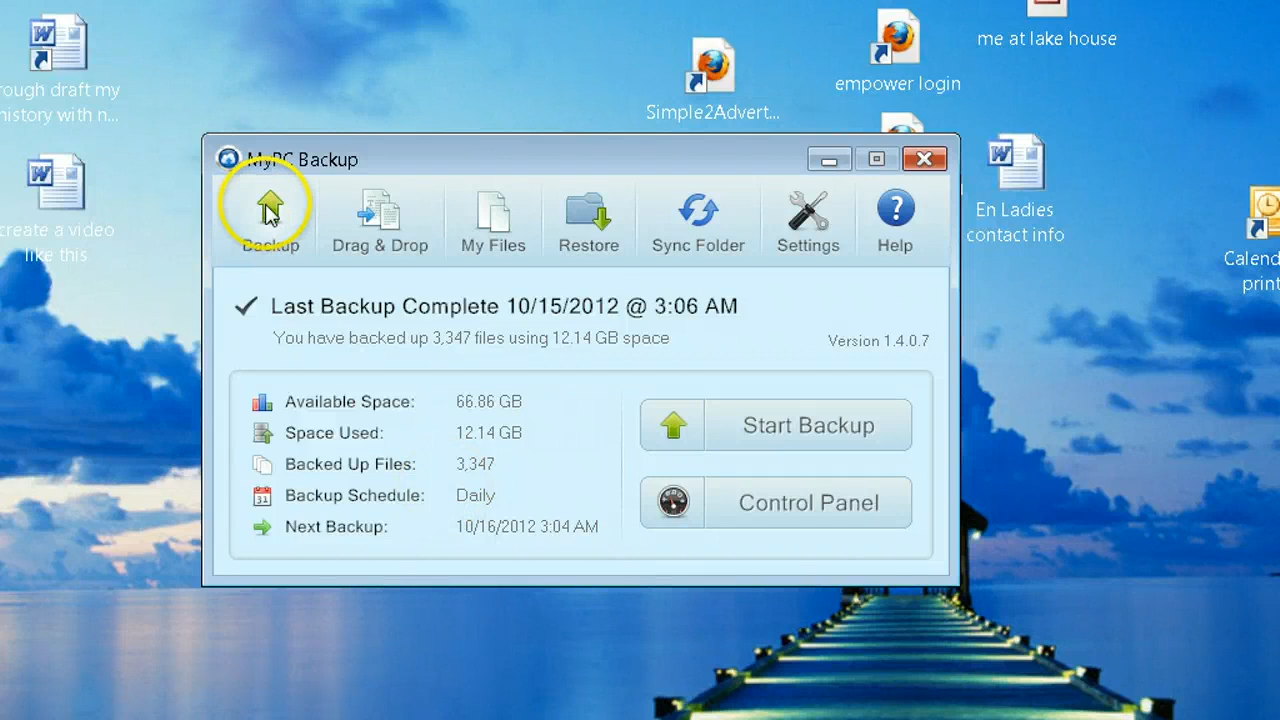 rough draft my
history with n...
create a video
like this
Simple2Advert...
empower login
me at lake house
En Ladies
contact info
Calend
print
MyPC Backup
Backup
Drag & Drop
My Files
Restore
Sync Folder
Settings
Help
Last Backup Complete 10/15/2012 @ 3:06 AM
You have backed up 3,347 files using 12.14 GB space
Version 1.4.0.7
Available Space: 66.86 GB
Space Used: 12.14 GB
Backed Up Files: 3,347
Backup Schedule: Daily
Next Backup: 10/16/2012 3:04 AM
Start Backup
Control Panel